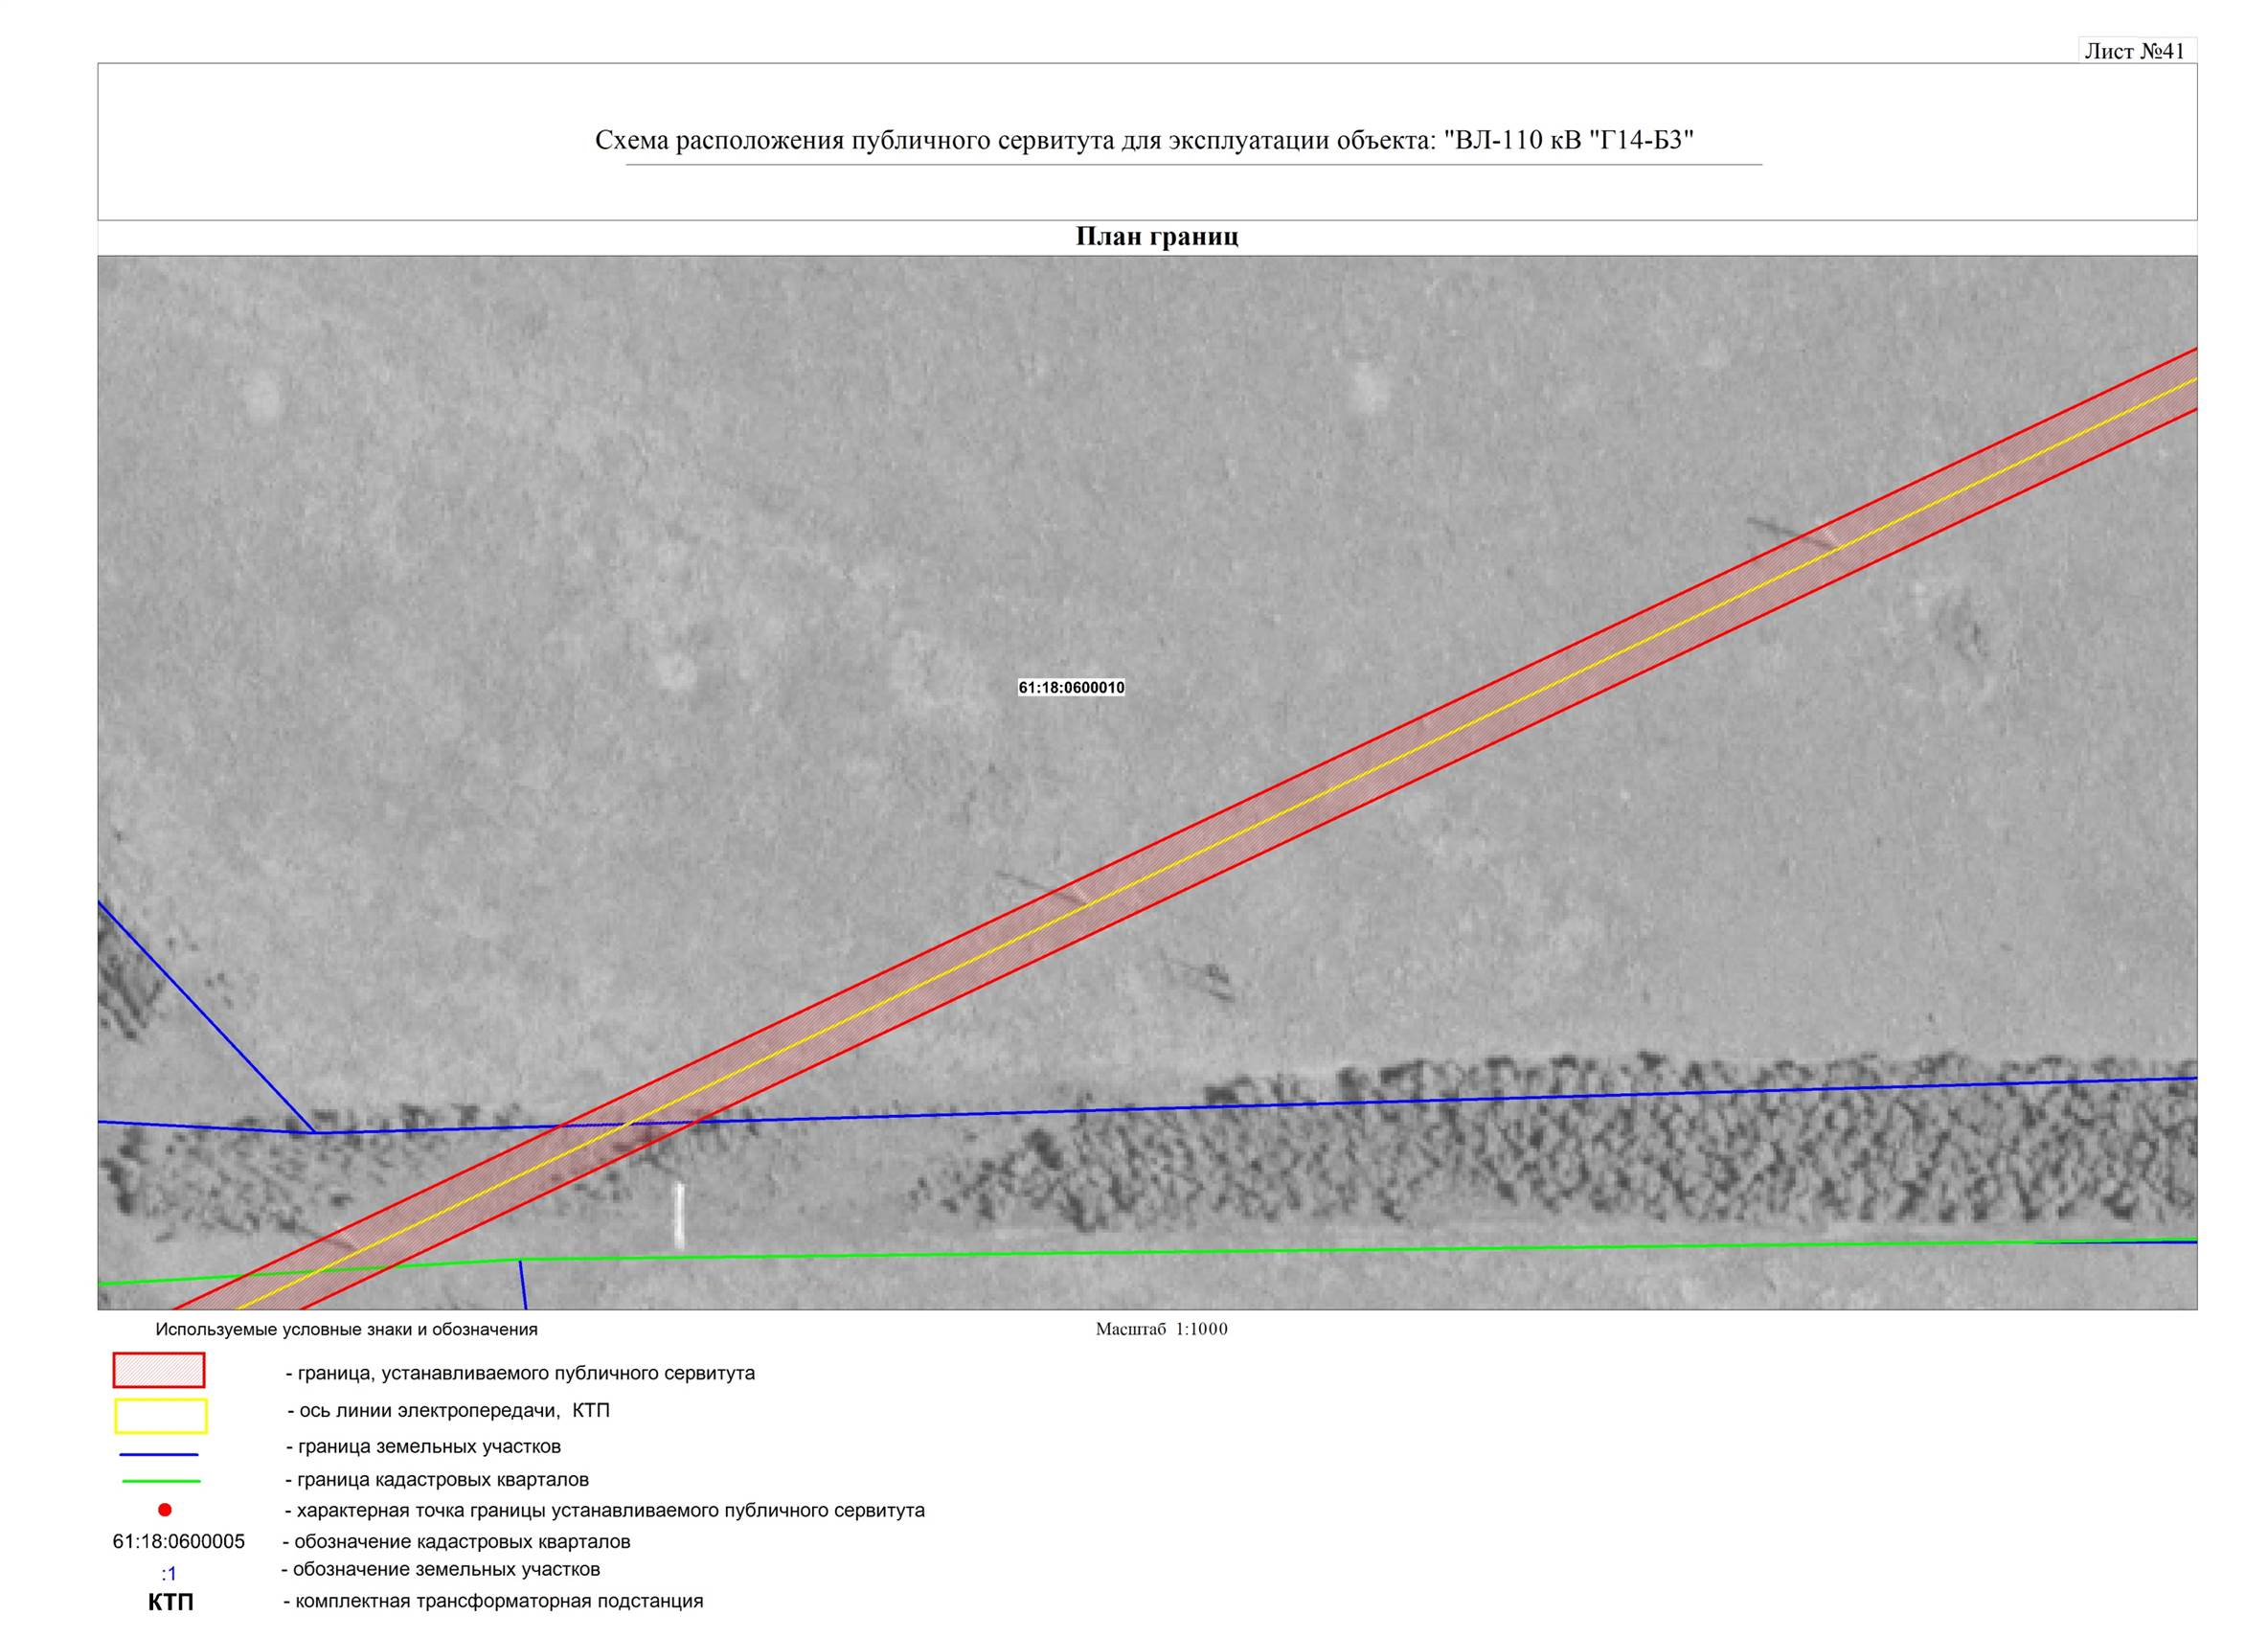 Лист №41
Схема расположения публичного сервитута для эксплуатации объекта: "ВЛ-110 кВ "Г14-Б3"
План границ
61:18:0600010
Используемые условные знаки и обозначения
Масштаб 1:1000
- граница, устанавливаемого публичного сервитута
- ось линии электропередачи, КТП
- граница земельных участков
- граница кадастровых кварталов
- характерная точка границы устанавливаемого публичного сервитута
61:18:0600005 - обозначение кадастровых кварталов
:1 - обозначение земельных участков
КТП - комплектная трансформаторная подстанция